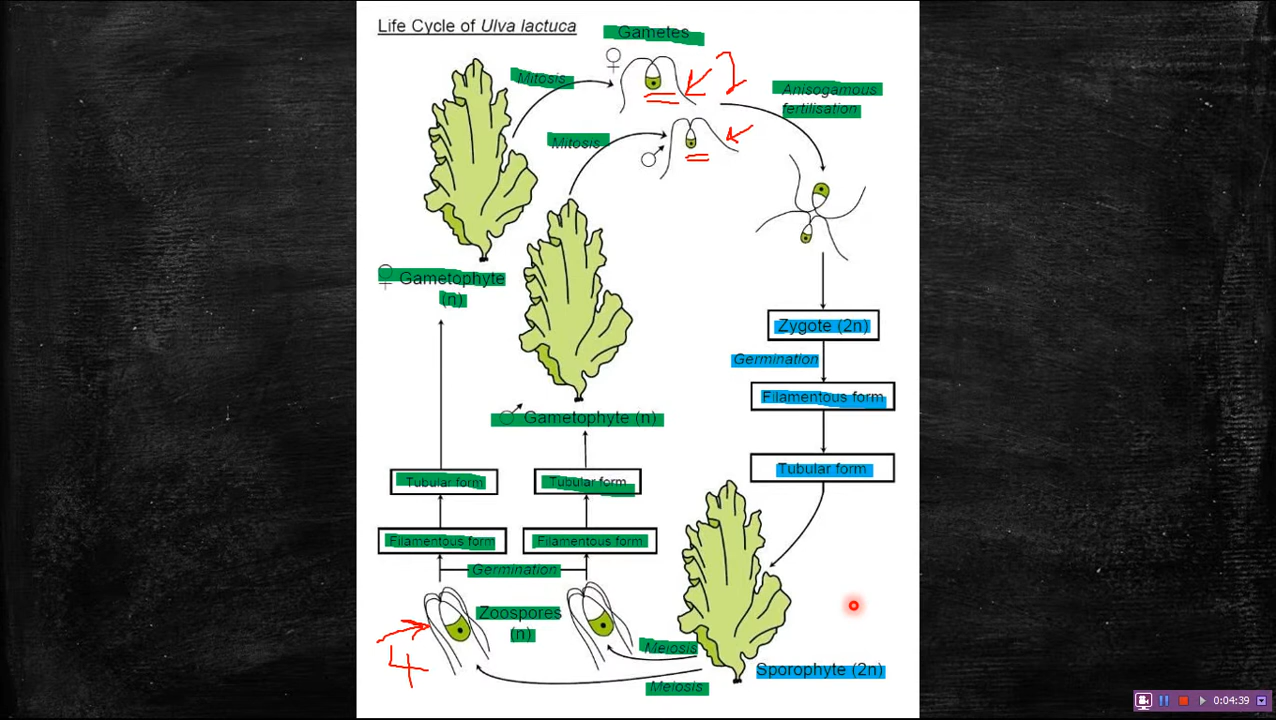 Life Cycle of Ulva lactuca
Gametes
♀
Mitosis
2
Anisogamous
fertilisation
Mitosis
♂
♀ Gametophyte
(n)
Zygote (2n)
Germination
Filamentous form
♂ Gametophyte (n)
Tubular form
Tubular form
Tubular form
Filamentous form
Filamentous form
Germination
Zoospores
(n)
4
Meiosis
Sporophyte (2n)
Meiosis
0:04:39